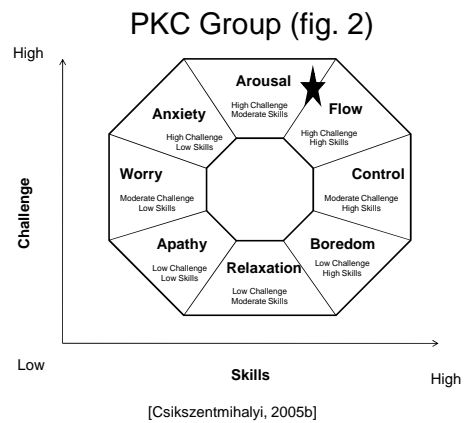 PKC Group (fig. 2)
High
Arousal
High Challenge
Moderate Skills
Flow
High Challenge
High Skills
Anxiety
High Challenge
Low Skills
Worry
Moderate Challenge
Low Skills
Control
Moderate Challenge
High Skills
Apathy
Low Challenge
Low Skills
Relaxation
Low Challenge
Moderate Skills
Boredom
Low Challenge
High Skills
Challenge
Low
Skills
High
[Csikszentmihalyi, 2005b]